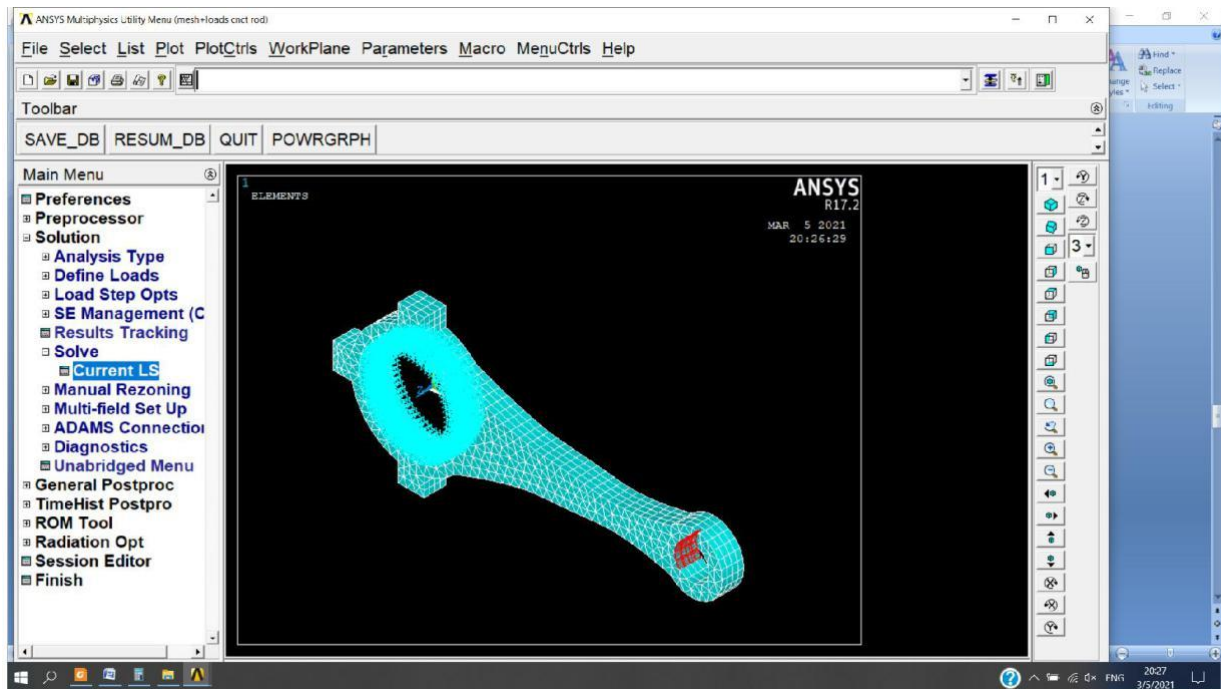 ANSYS Multiphysics Utility Menu (mesh+loads cnct rod)
File Select List Plot PlotCtrls WorkPlane Parameters Macro MenuCtrls Help
Toolbar
SAVE_DB RESUM_DB QUIT POWRGRPH
Main Menu
Preferences
Preprocessor
Solution
Analysis Type
Define Loads
Load Step Opts
SE Management (C
Results Tracking
Solve
Current LS
Manual Rezoning
Multi-field Set Up
ADAMS Connection
Diagnostics
Unabridged Menu
General Postproc
TimeHist Postpro
ROM Tool
Radiation Opt
Session Editor
Finish
1
ELEMENTS
ANSYS
R17.2
MAR 5 2021
20:26:29
1
3
Find
Replace
Select
Editing
ENG
20:27
3/5/2021